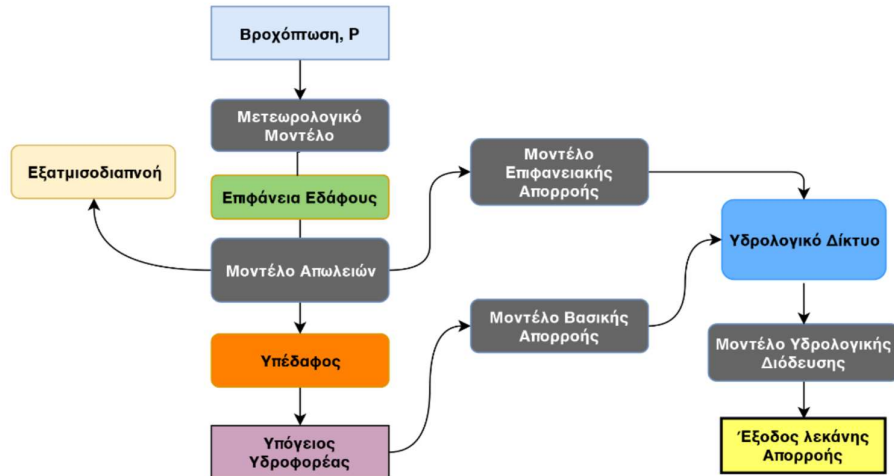 Βροχόπτωση, P
Μετεωρολογικό
Μοντέλο
Εξατμισοδιαπνοή
Επιφάνεια Εδάφους
Μοντέλο Απωλειών
Υπέδαφος
Υπόγειος
Υδροφορέας
Μοντέλο
Επιφανειακής
Απορροής
Μοντέλο Βασικής
Απορροής
Υδρολογικό Δίκτυο
Μοντέλο Υδρολογικής
Διόδευσης
Έξοδος λεκάνης
Απορροής